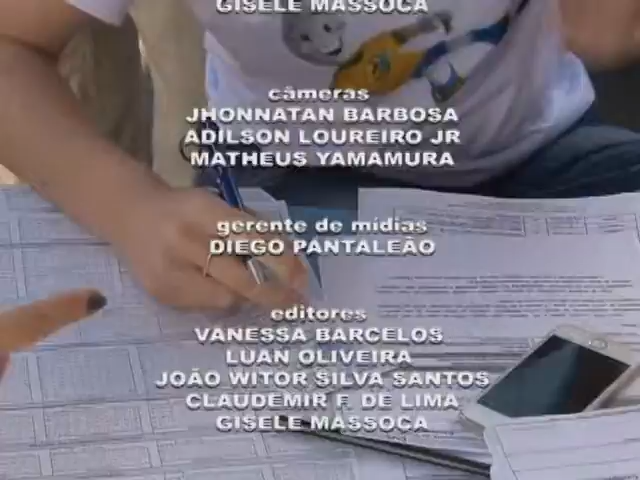 GISELE MASSOCA
câmeras
JHONNATAN BARBOSA
ADILSON LOUREIRO JR
MATHEUS YAMAMURA
gerente de mídias
DIEGO PANTALEÃO
editores
VANESSA BARCELOS
LUAN OLIVEIRA
JOÃO WITOR SILVA SANTOS
CLAUDEMIR F. DE LIMA
GISELE MASSOCA